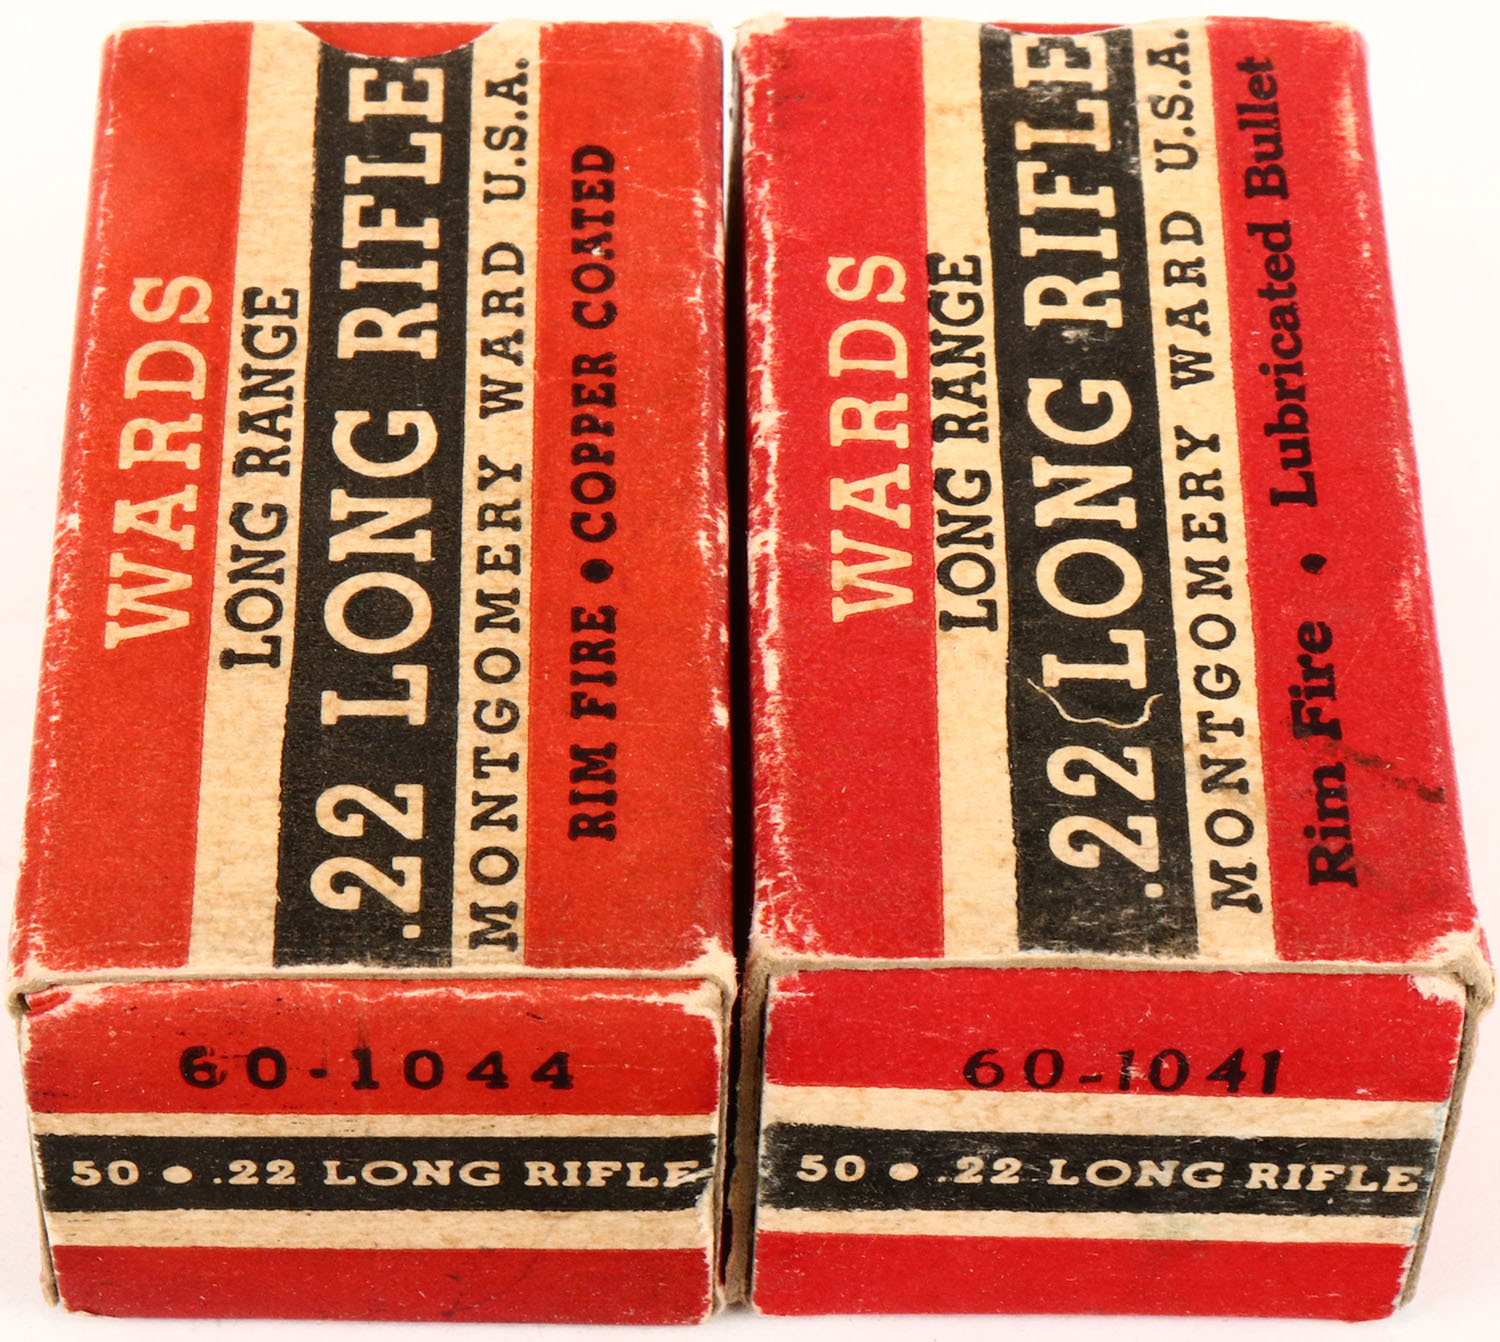 WARDS
LONG RANGE
.22 LONG RIFLE
MONTGOMERY WARD U.S.A.
RIM FIRE • COPPER COATED
60-1044
50 • .22 LONG RIFLE
WARDS
LONG RANGE
.22 LONG RIFLE
MONTGOMERY WARD U.S.A.
Rim Fire • Lubricated Bullet
60-1041
50 • .22 LONG RIFLE